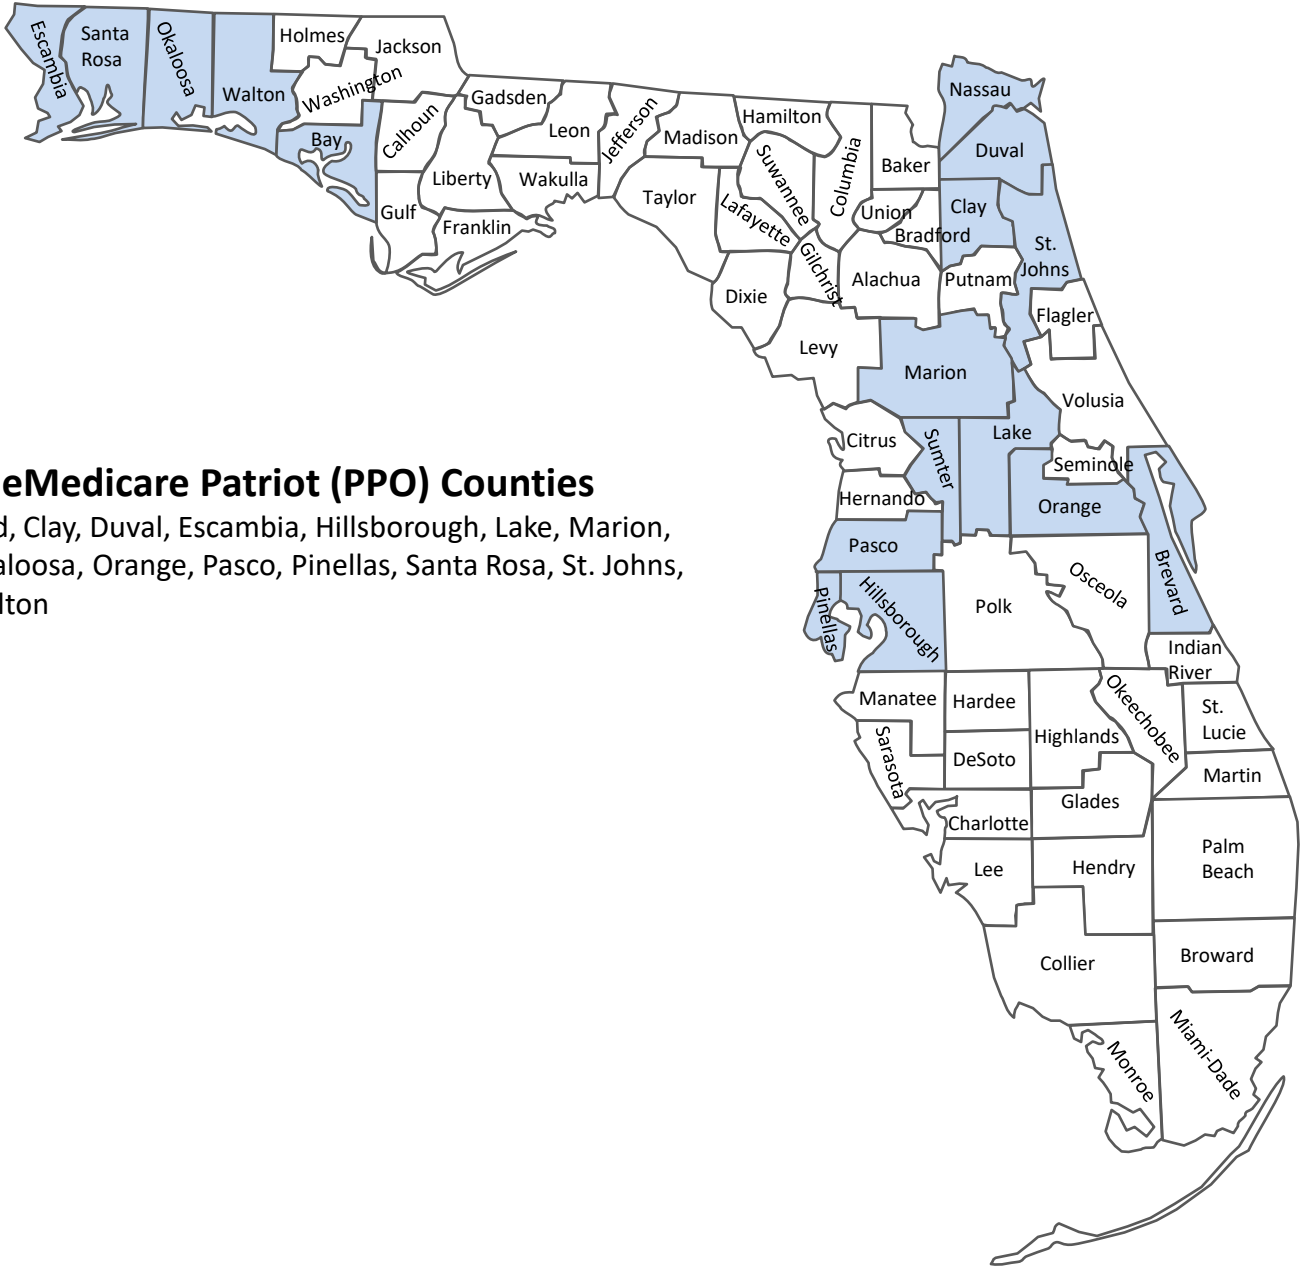 Escambia
Santa
Rosa
Okaloosa
Walton
Holmes
Jackson
Washington
Bay
Calhoun
Gulf
Liberty
Gadsden
Leon
Wakulla
Franklin
Jefferson
Madison
Taylor
Hamilton
Suwannee
Lafayette
Columbia
Dixie
Gilchrist
Baker
Union
Bradford
Alachua
Nassau
Duval
Clay
St.
Johns
Putnam
Flagler
Levy
Marion
Volusia
Citrus
Sumter
Lake
Seminole
Orange
Hernando
Pasco
Pinellas
Hillsborough
Polk
Osceola
Brevard
Indian
River
Manatee
Hardee
Highlands
Okeechobee
St.
Lucie
Sarasota
DeSoto
Martin
Charlotte
Glades
Lee
Hendry
Palm
Beach
Collier
Broward
Monroe
Miami-Dade
eMedicare Patriot (PPO) Counties
d, Clay, Duval, Escambia, Hillsborough, Lake, Marion,
aloosa, Orange, Pasco, Pinellas, Santa Rosa, St. Johns,
lton